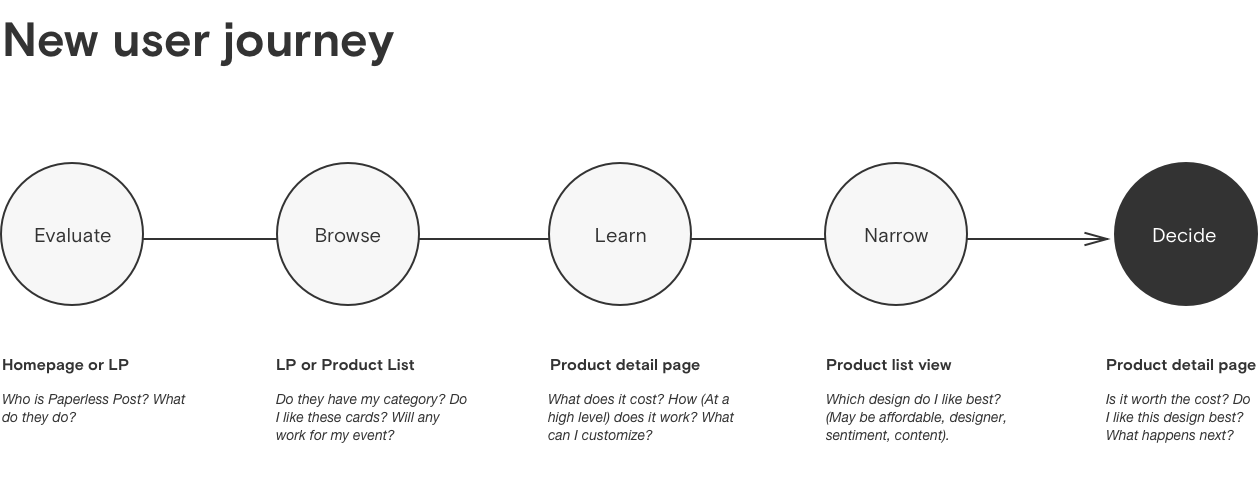 New user journey
Evaluate
Browse
Learn
Narrow
Decide
Homepage or LP
Who is Paperless Post? What
do they do?
LP or Product List
Do they have my category? Do
I like these cards? Will any
work for my event?
Product detail page
What does it cost? How (At a
high level) does it work? What
can I customize?
Product list view
Which design do I like best?
(May be affordable, designer,
sentiment, content).
Product detail page
Is it worth the cost? Do
I like this design best?
What happens next?